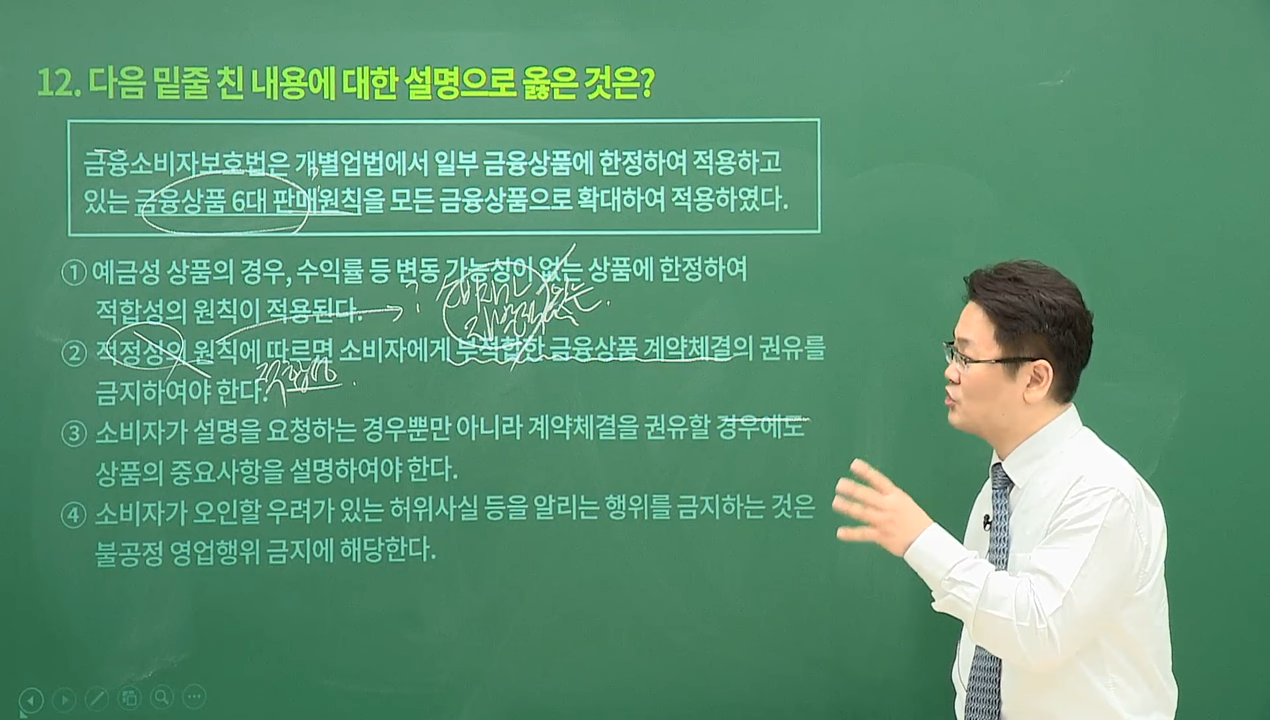 12. 다음 밑줄 친 내용에 대한 설명으로 옳은 것은?
금융소비자보호법은 개별업법에서 일부 금융상품에 한정하여 적용하고
있는 금융상품 6대 판매원칙을 모든 금융상품으로 확대하여 적용하였다.
① 예금성 상품의 경우, 수익률 등 변동 가능성이 없는 상품에 한정하여
적합성의 원칙이 적용된다.
② 적정성의 원칙에 따르면 소비자에게 부적합한 금융상품 계약체결의 권유를
금지하여야 한다.
적합성.
③ 소비자가 설명을 요청하는 경우뿐만 아니라 계약체결을 권유할 경우에도
상품의 중요사항을 설명하여야 한다.
④ 소비자가 오인할 우려가 있는 허위사실 등을 알리는 행위를 금지하는 것은
불공정 영업행위 금지에 해당한다.